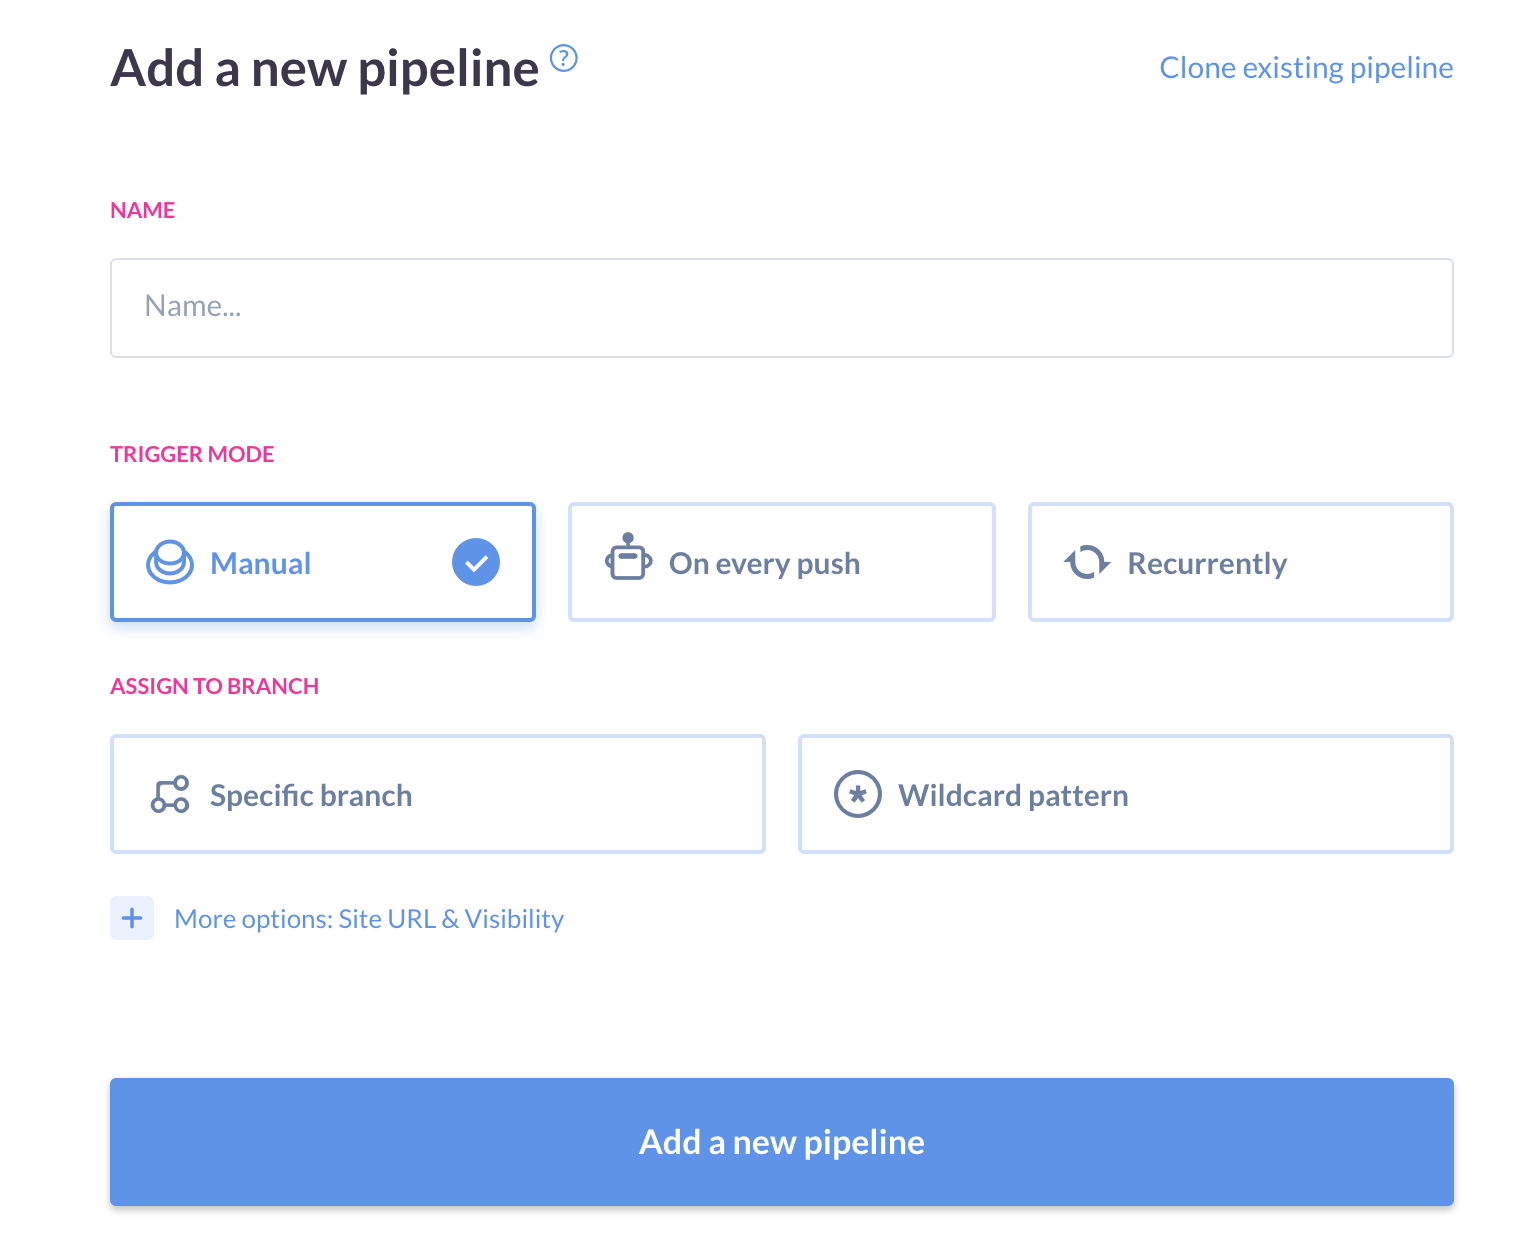 Add a new pipeline ?
Clone existing pipeline
NAME
Name...
TRIGGER MODE
Manual
On every push
Recurrently
ASSIGN TO BRANCH
Specific branch
* Wildcard pattern
+ More options: Site URL & Visibility
Add a new pipeline